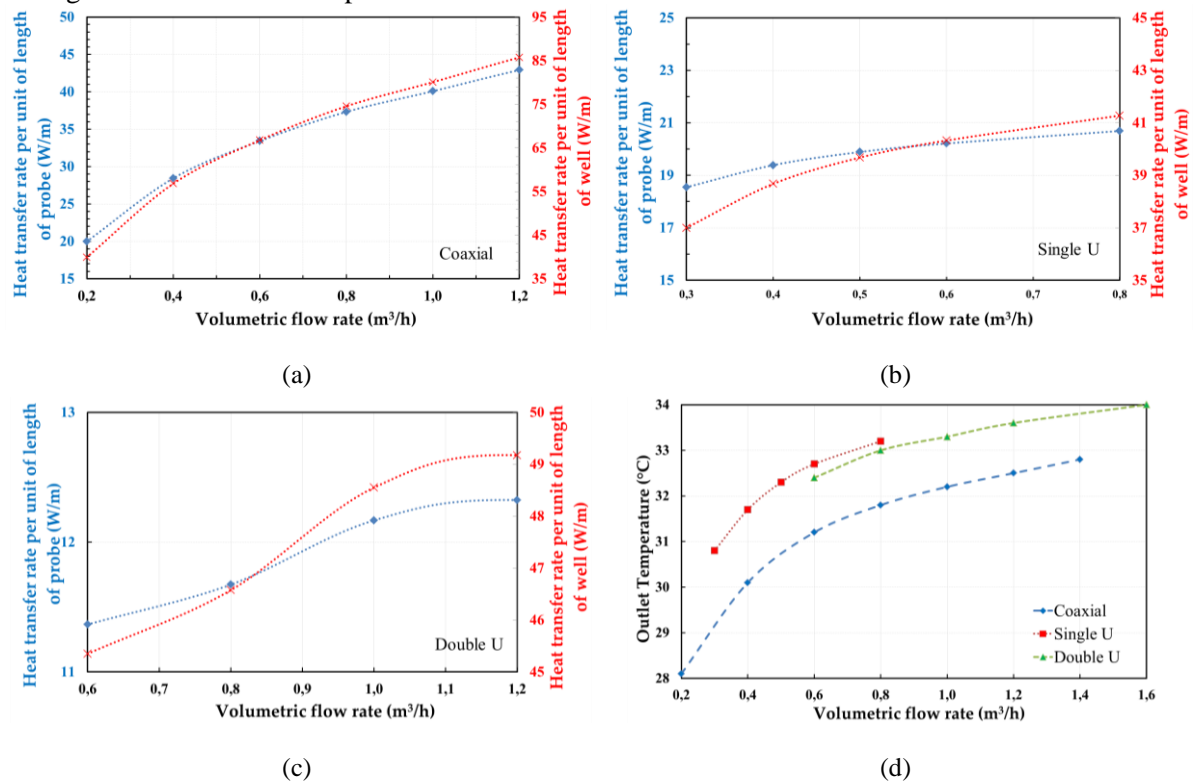 50
45
40
35
30
25
20
15
Heat transfer rate per unit of length
of probe (W/m)
95
85
75
65
55
45
35
Heat transfer rate per unit of length
of well (W/m)
Coaxial
0,2 0,4 0,6 0,8 1,0 1,2
Volumetric flow rate (m³/h)
(a)
25
23
21
19
17
15
Heat transfer rate per unit of length
of probe (W/m)
45
43
41
39
37
35
Heat transfer rate per unit of length
of well (W/m)
Single U
0,3 0,4 0,5 0,6 0,7 0,8
Volumetric flow rate (m³/h)
(b)
13
12
11
Heat transfer rate per unit of length
of probe (W/m)
50
49
48
47
46
45
Heat transfer rate per unit of length
of well (W/m)
Double U
0,6 0,7 0,8 0,9 1,0 1,1 1,2
Volumetric flow rate (m³/h)
(c)
34
33
32
31
30
29
28
Outlet Temperature (°C)
Coaxial
Single U
Double U
0,2 0,4 0,6 0,8 1,0 1,2 1,4 1,6
Volumetric flow rate (m³/h)
(d)